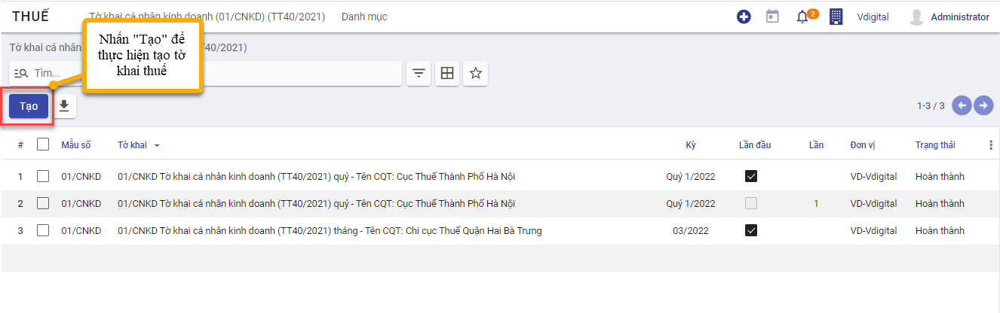 THUẾ
Tờ khai cá nhân kinh doanh (01/CNKD) (TT40/2021)
Danh mục
2
Vdigital
Administrator
Nhấn "Tạo" để
thực hiện tạo tờ
khai thuế
Tờ khai cá nhân
40/2021)
Tìm...
Tạo
1-3 / 3
# Mẫu số Tờ khai Kỳ Lần đầu Lần Đơn vị Trạng thái
1 01/CNKD 01/CNKD Tờ khai cá nhân kinh doanh (TT40/2021) quý - Tên CQT: Cục Thuế Thành Phố Hà Nội Quý 1/2022 VD-Vdigital Hoàn thành
2 01/CNKD 01/CNKD Tờ khai cá nhân kinh doanh (TT40/2021) quý - Tên CQT: Cục Thuế Thành Phố Hà Nội Quý 1/2022 1 VD-Vdigital Hoàn thành
3 01/CNKD 01/CNKD Tờ khai cá nhân kinh doanh (TT40/2021) tháng - Tên CQT: Chi cục Thuế Quận Hai Bà Trưng 03/2022 VD-Vdigital Hoàn thành